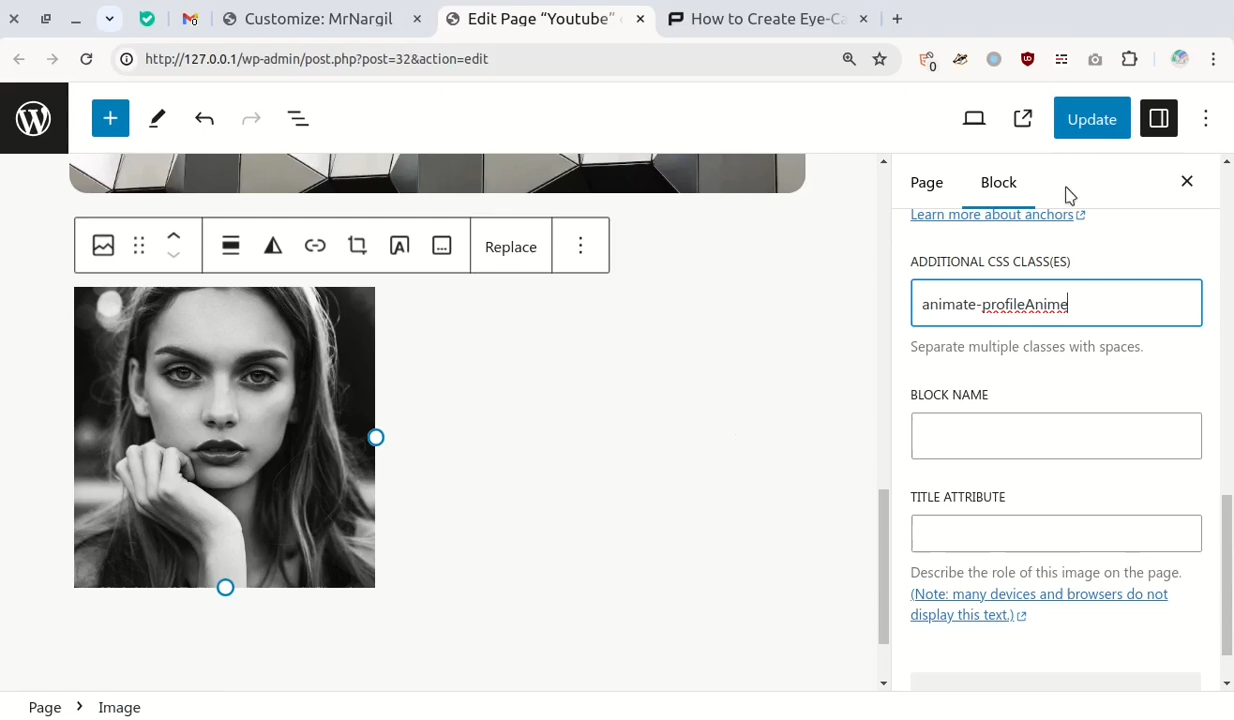 Customize: MrNargil
Edit Page “Youtube”
How to Create Eye-Ca
http://127.0.0.1/wp-admin/post.php?post=32&action=edit
0
Update
Page
Block
Learn more about anchors
Replace
ADDITIONAL CSS CLASS(ES)
animate-profileAnime
Separate multiple classes with spaces.
BLOCK NAME
TITLE ATTRIBUTE
Describe the role of this image on the page.
(Note: many devices and browsers do not
display this text.)
Page
Image